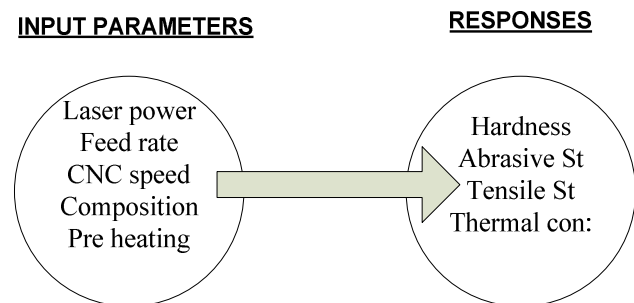 INPUT PARAMETERS
Laser power
Feed rate
CNC speed
Composition
Pre heating
RESPONSES
Hardness
Abrasive St
Tensile St
Thermal con: